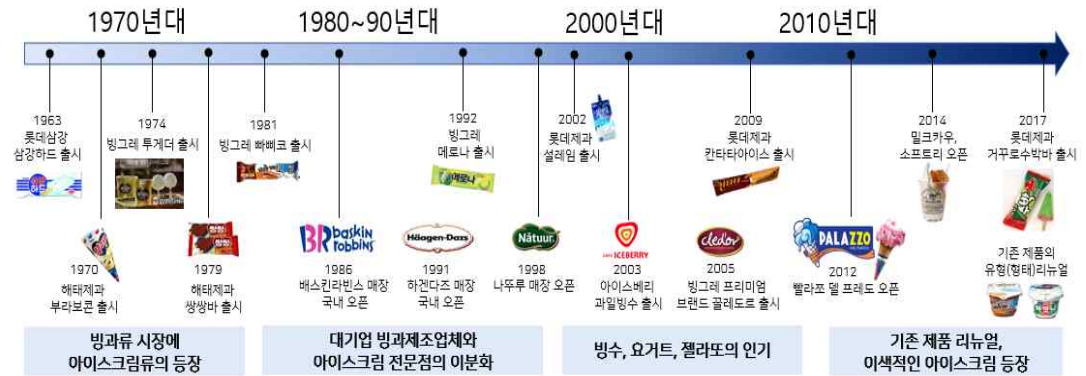 1970년대
1980~90년대
2000년대
2010년대
1963
롯데삼강
삼강하드 출시
1974
빙그레 투게더 출시
1981
빙그레 빠삐코 출시
1992
빙그레
메로나 출시
2002
롯데제과
설레임 출시
2009
롯데제과
칸타타아이스 출시
2014
밀크카우,
소프트리 오픈
2017
롯데제과
거꾸로수박바 출시
메로나
baskin
BR robbins
Häagen-Dazs
Nàtuur
ICEBERRY
cled'or
PALAZZO
1970
해태제과
부라보콘 출시
1979
해태제과
쌍쌍바 출시
1986
배스킨라빈스 매장
국내 오픈
1991
하겐다즈 매장
국내 오픈
1998
나뚜루 매장 오픈
2003
아이스베리
과일빙수 출시
2005
빙그레 프리미엄
브랜드 끌레도르 출시
2012
빨라쪼 델 프레도 오픈
기존 제품의
유형(형태)리뉴얼
빙과류 시장에
아이스크림류의 등장
대기업 빙과제조업체와
아이스크림 전문점의 이분화
빙수, 요거트, 젤라또의 인기
기존 제품 리뉴얼,
이색적인 아이스크림 등장